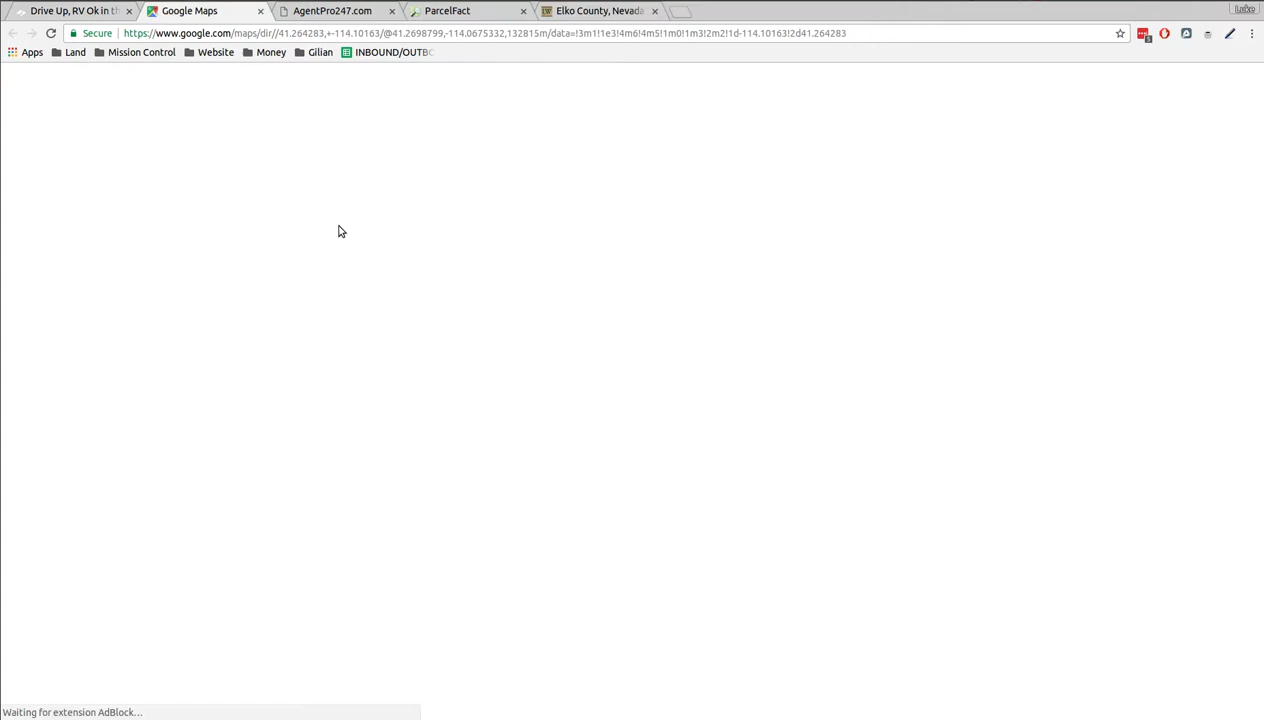 Drive Up, RV Ok in th
Google Maps
AgentPro247.com
ParcelFact
Elko County, Nevada
Luke
Secure
https://www.google.com/maps/dir//41.264283,+-114.10163/@41.2698799,-114.0675332,132815m/data=!3m1!1e3!4m6!4m5!1m0!1m3!2m2!1d-114.10163!2d41.264283
Apps
Land
Mission Control
Website
Money
Gilian
INBOUND/OUTBO
Waiting for extension AdBlock...